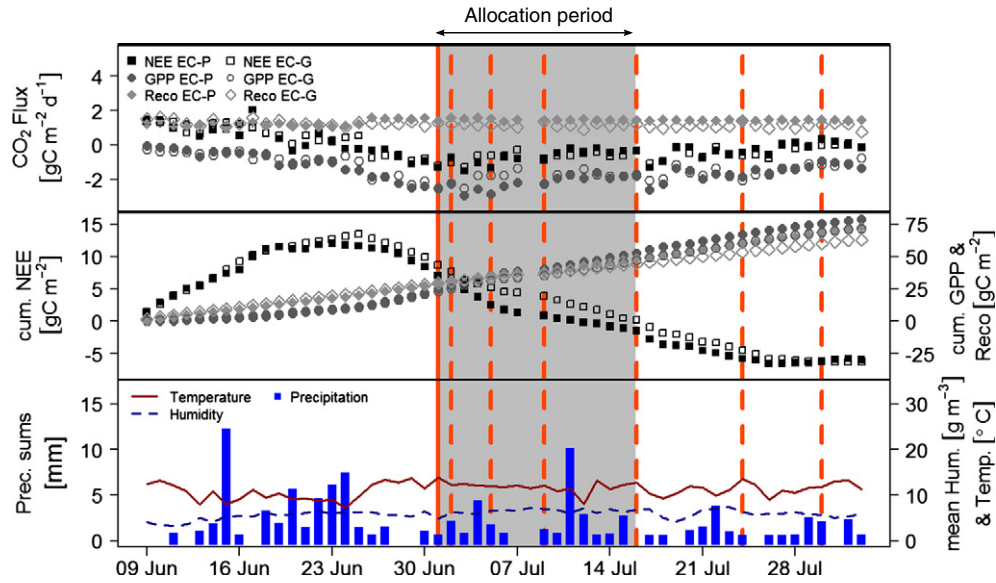 Allocation period
NEE EC-P NEE EC-G
GPP EC-P GPP EC-G
Reco EC-P Reco EC-G
CO2 Flux
[gC m-2 d-1]
4
2
0
-2
cum. NEE
[gC m-2]
15
10
5
0
-5
75
50
25
0
-25
cum. GPP &
Reco [gC m-2]
Temperature Precipitation
Humidity
Prec. sums
[mm]
15
10
5
0
30
20
10
0
mean Hum. [g m-3]
& Temp. [° C]
09 Jun 16 Jun 23 Jun 30 Jun 07 Jul 14 Jul 21 Jul 28 Jul